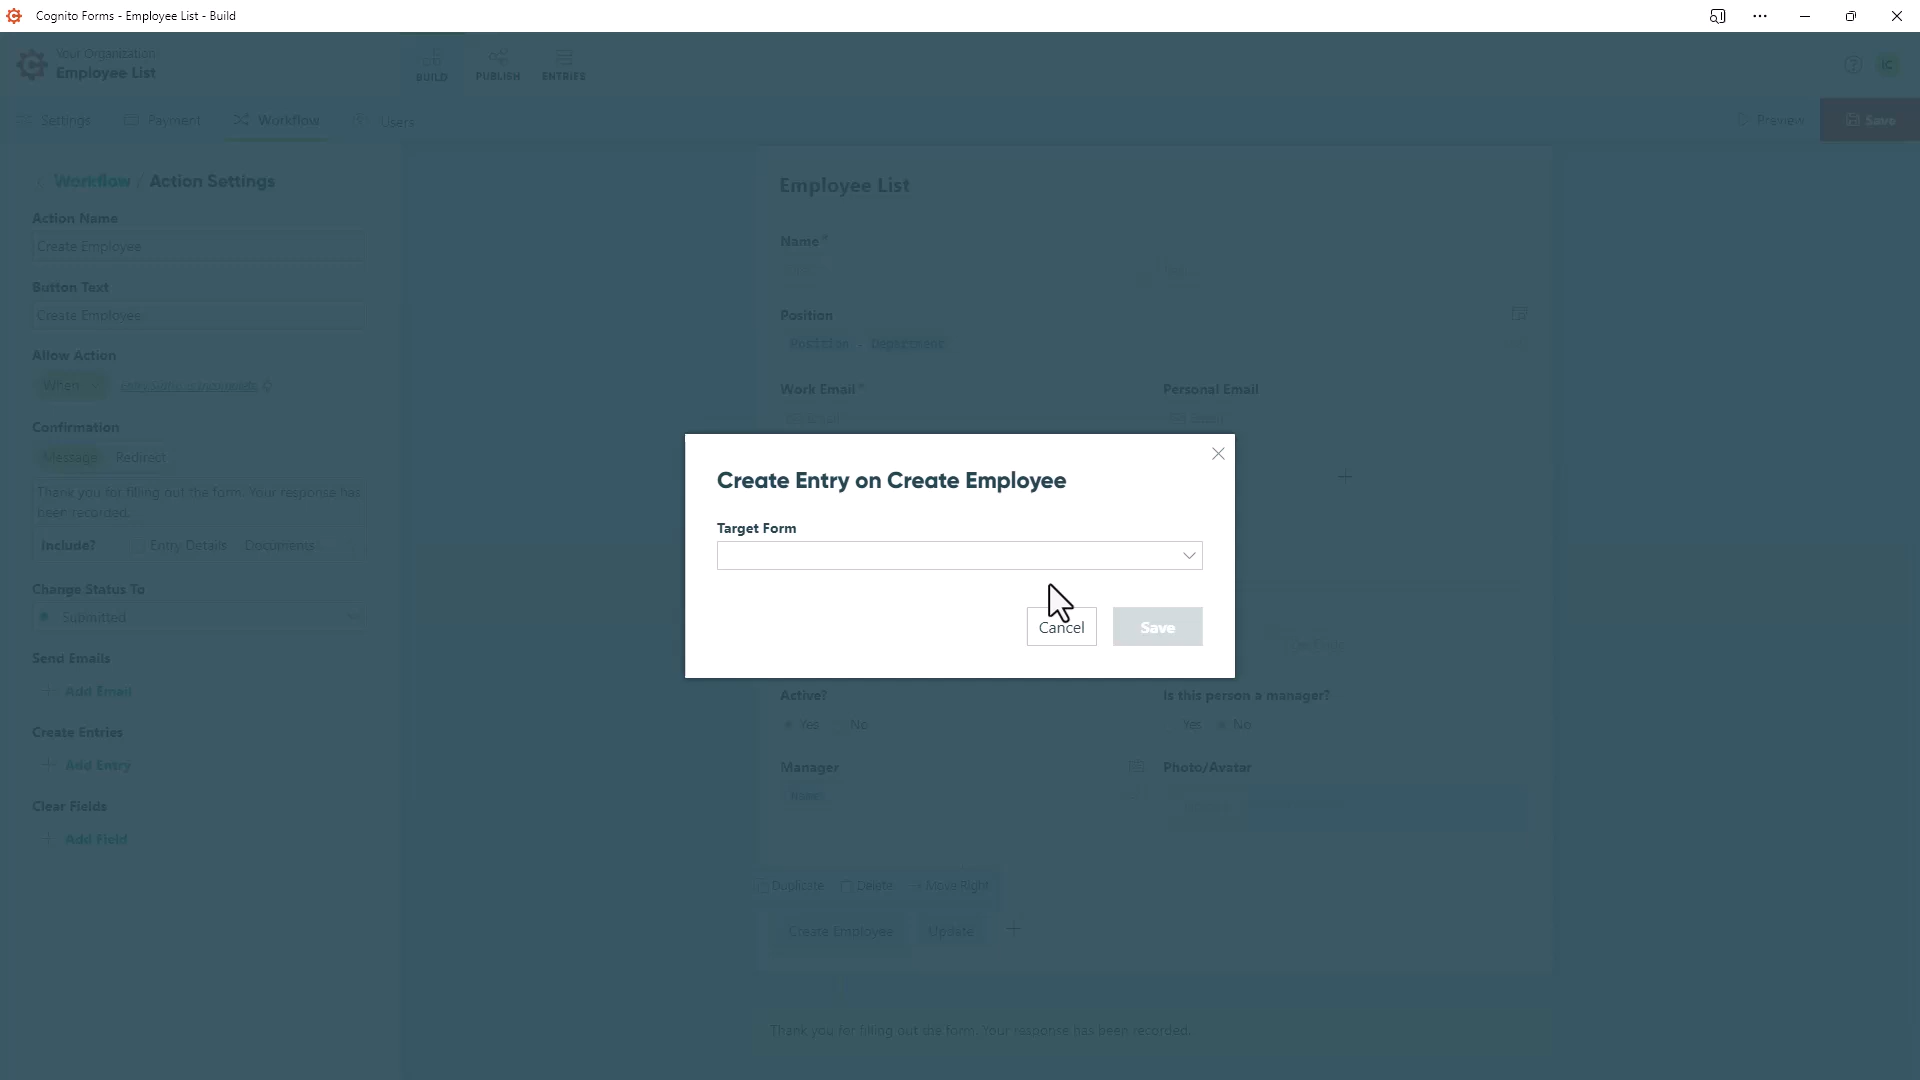 Cognito Forms - Employee List - Build
Your Organization
Employee List
BUILD
PUBLISH
ENTRIES
IC
Settings
Payment
Workflow
Users
Preview
Save
Workflow / Action Settings
Employee List
Action Name
Create Employee
Name*
Button Text
Create Employee
Position
Position - Department
Allow Action
When
Work Email*
Personal Email
Email
Email
Confirmation
Message
Redirect
Thank you for filling out the form. Your response has
been recorded.
Include?
Entry Details
Documents
Create Entry on Create Employee
Target Form
Cancel
Save
Change Status To
Submitted
Send Emails
+ Add Email
Active?
Is this person a manager?
Yes
No
Yes
No
Create Entries
+ Add Entry
Manager
Photo/Avatar
Name
Clear Fields
+ Add Field
Duplicate
Delete
Move Right
Create Employee
Update
+
Thank you for filling out the form. Your response has been recorded.